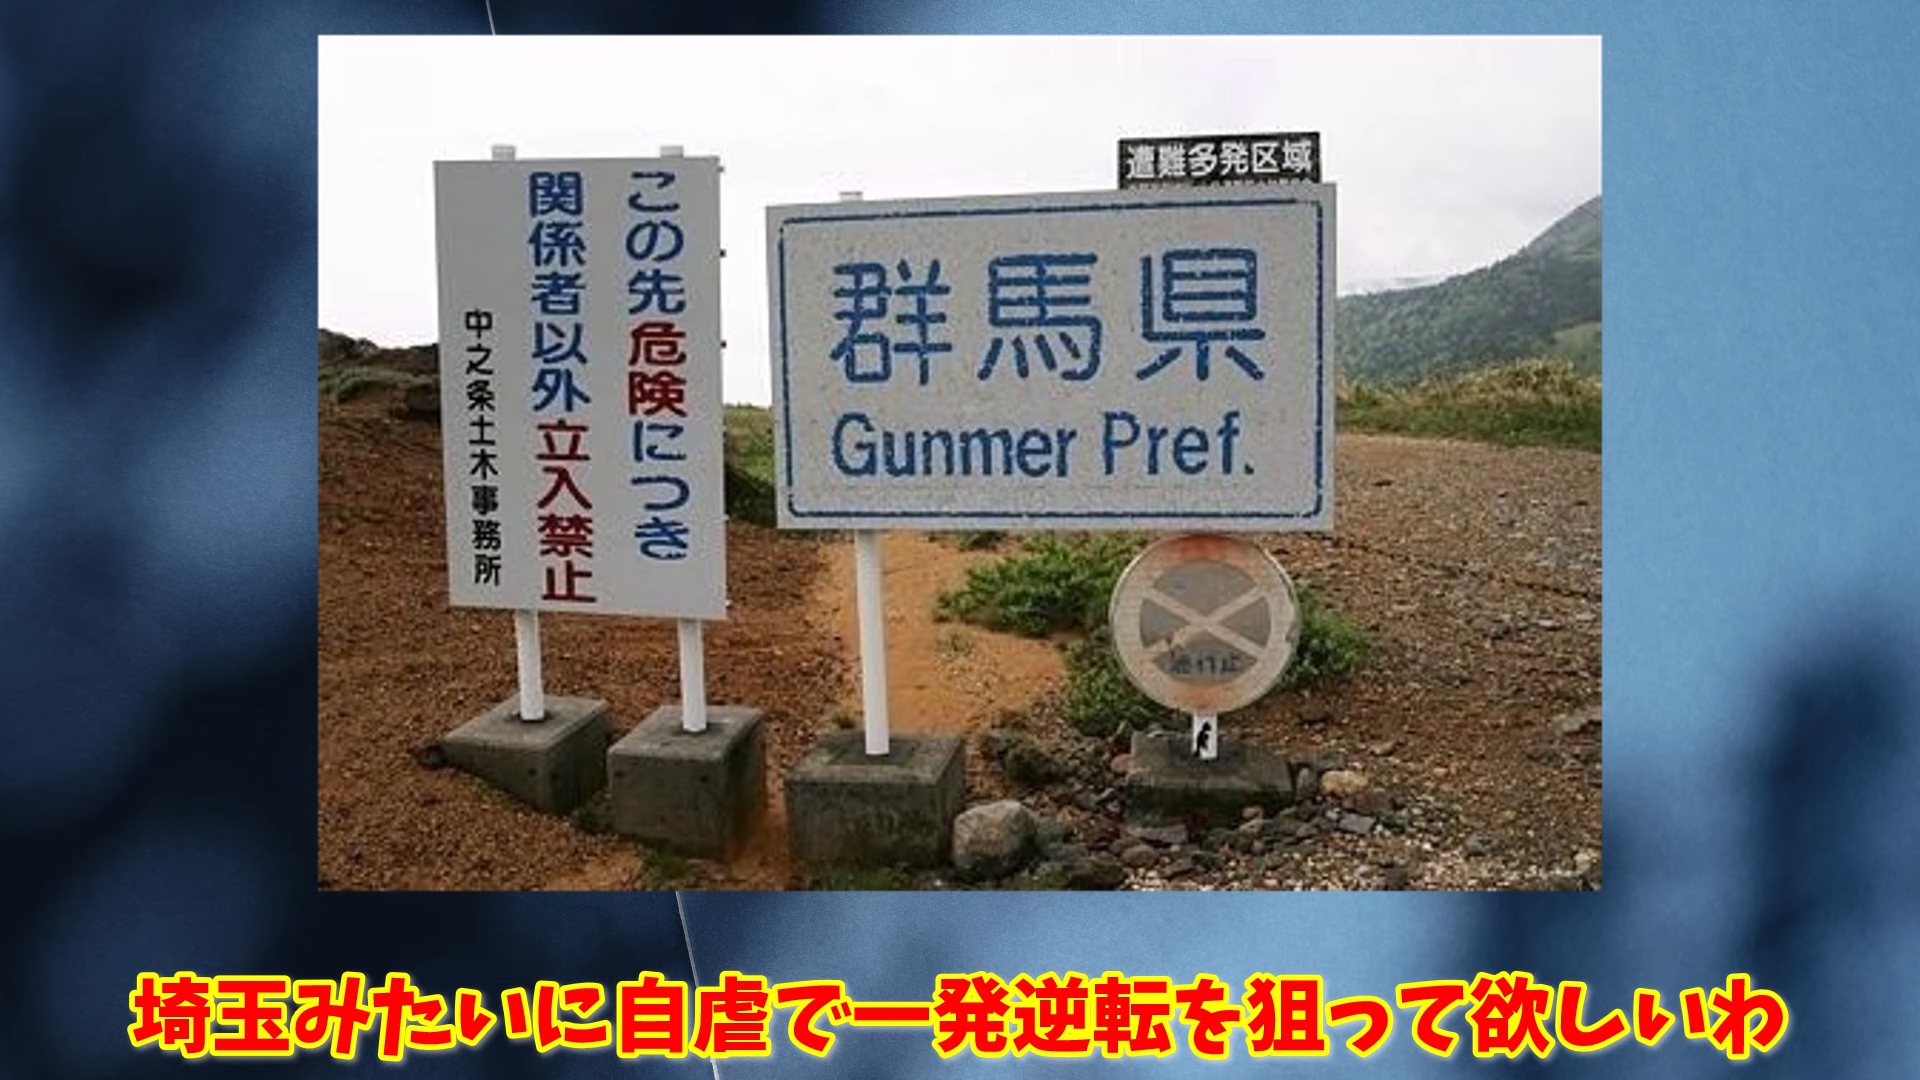 この先危険につき
関係者以外立入禁止
中之条土木事務所
遭難多発区域
群馬県
Gunmer Pref.
埼玉みたいに自虐で一発逆転を狙って欲しいわ